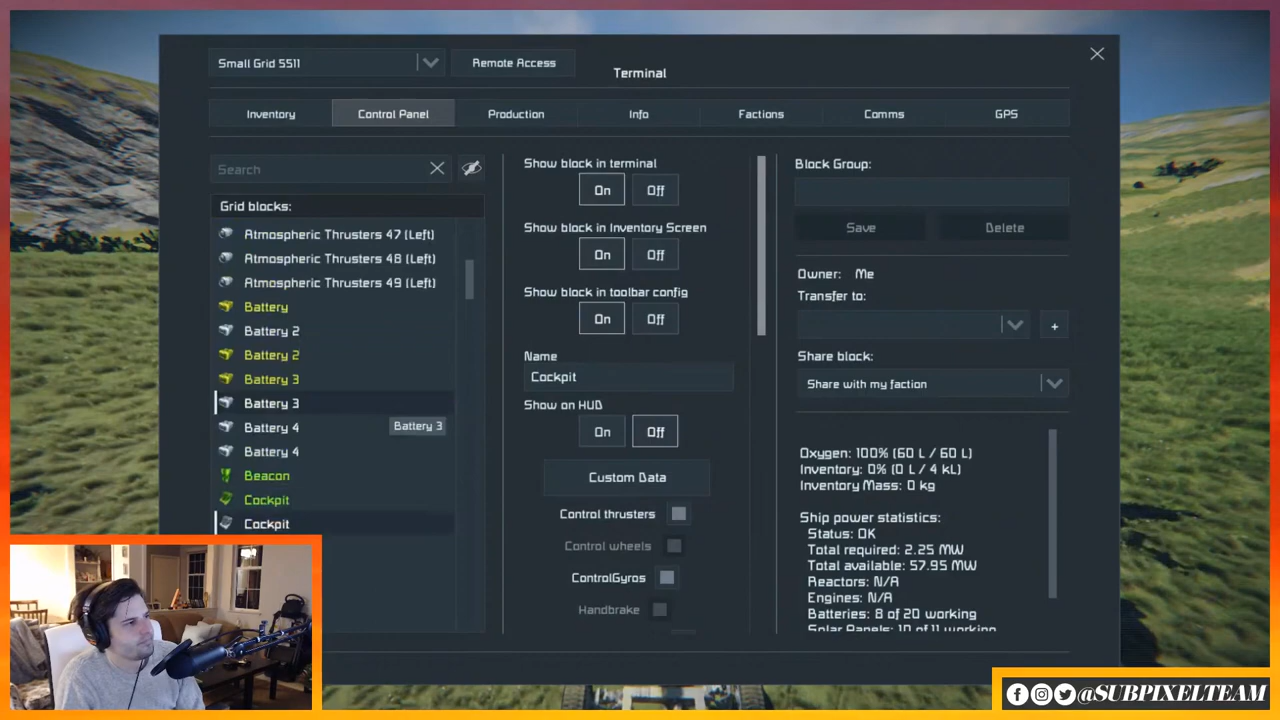 Small Grid 5511
Remote Access
Terminal
Inventory
Control Panel
Production
Info
Factions
Comms
GPS
Search
Grid blocks:
Atmospheric Thrusters 47 (Left)
Atmospheric Thrusters 48 (Left)
Atmospheric Thrusters 49 (Left)
Battery
Battery 2
Battery 2
Battery 3
Battery 3
Battery 4
Battery 3
Battery 4
Beacon
Cockpit
Cockpit
Show block in terminal
On Off
Show block in Inventory Screen
On Off
Show block in toolbar config
On Off
Name
Cockpit
Show on HUD
On Off
Custom Data
Control thrusters
Control wheels
ControlGyros
Handbrake
Block Group:
Save
Delete
Owner: Me
Transfer to:
+
Share block:
Share with my faction
Oxygen: 100% (60 L / 60 L)
Inventory: 0% (0 L / 4 kL)
Inventory Mass: 0 kg
Ship power statistics:
Status: OK
Total required: 2.25 MW
Total available: 57.95 MW
Reactors: N/A
Engines: N/A
Batteries: 8 of 20 working
Solar Panels: 10 of 11 working
@SUBPIXELTEAM